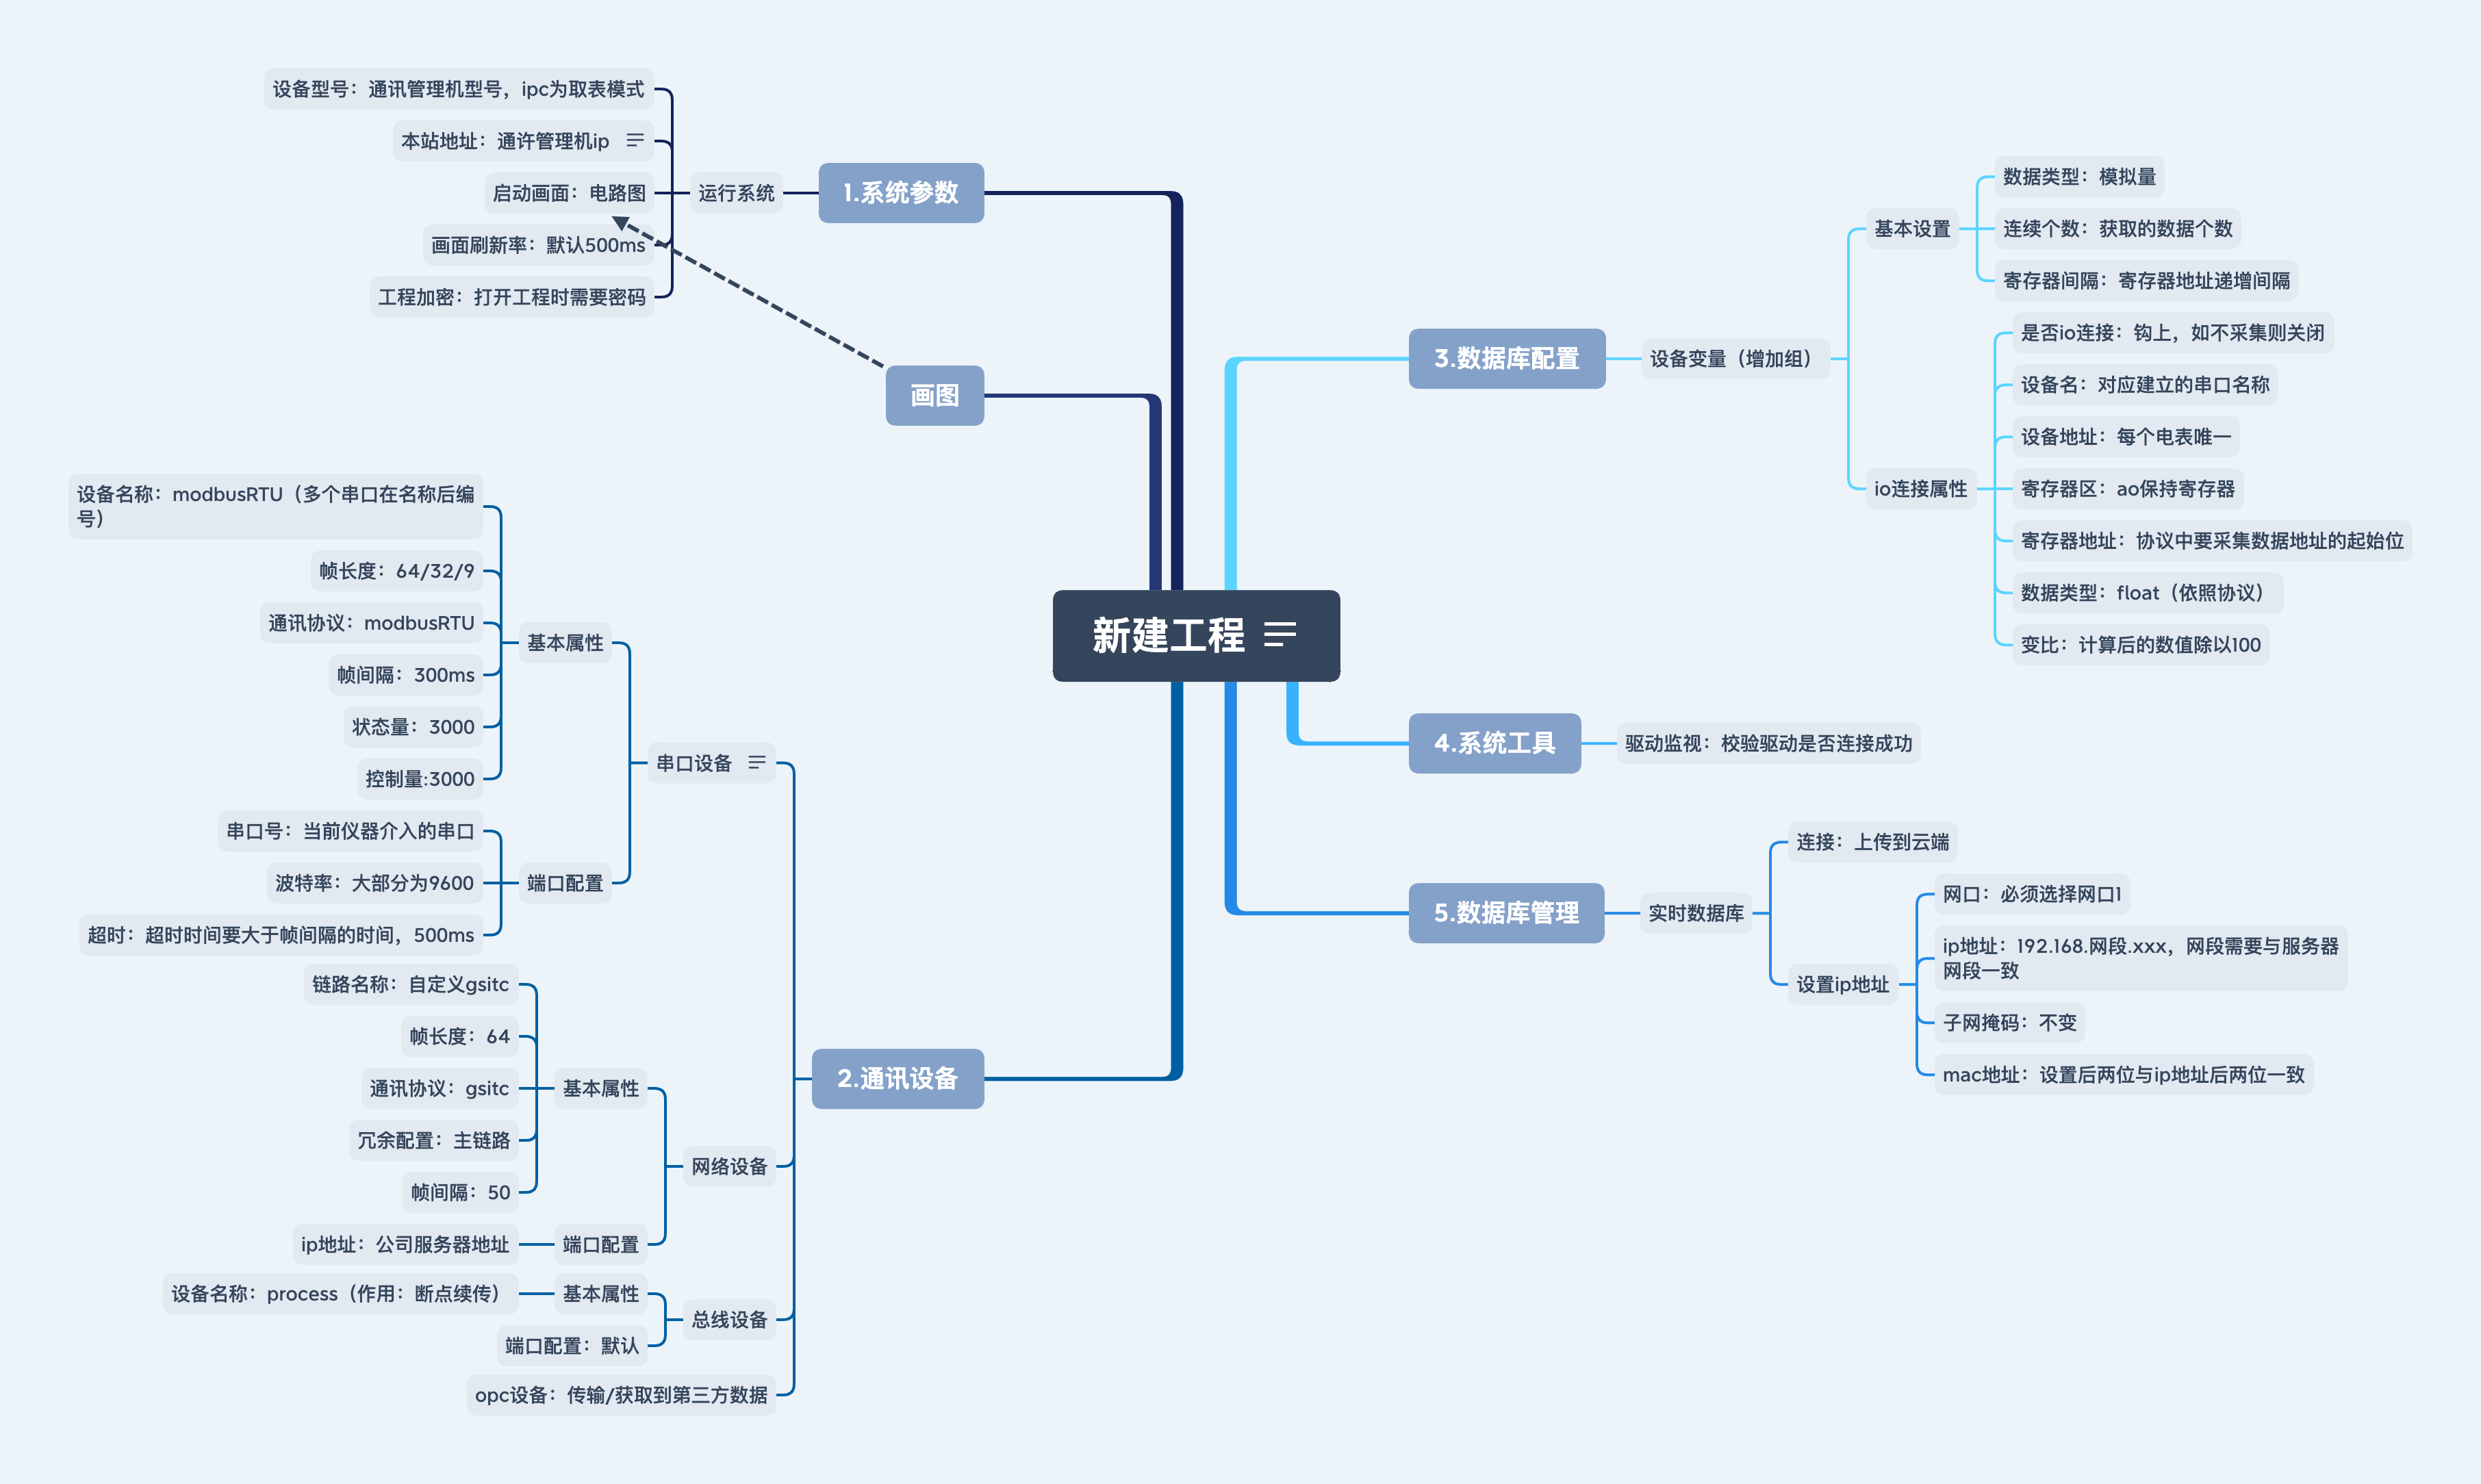 新建工程
1.系统参数
运行系统
设备型号：通讯管理机型号，ipc为取表模式
本站地址：通许管理机ip
启动画面：电路图
画面刷新率：默认500ms
工程加密：打开工程时需要密码
画图
2.通讯设备
串口设备
基本属性
设备名称：modbusRTU（多个串口在名称后编
号）
帧长度：64/32/9
通讯协议：modbusRTU
帧间隔：300ms
状态量：3000
控制量:3000
端口配置
串口号：当前仪器介入的串口
波特率：大部分为9600
超时：超时时间要大于帧间隔的时间，500ms
网络设备
基本属性
链路名称：自定义gsitc
帧长度：64
通讯协议：gsitc
冗余配置：主链路
帧间隔：50
端口配置
ip地址：公司服务器地址
总线设备
基本属性
设备名称：process（作用：断点续传）
端口配置：默认
opc设备：传输/获取到第三方数据
3.数据库配置
设备变量（增加组）
基本设置
数据类型：模拟量
连续个数：获取的数据个数
寄存器间隔：寄存器地址递增间隔
io连接属性
是否io连接：钩上，如不采集则关闭
设备名：对应建立的串口名称
设备地址：每个电表唯一
寄存器区：ao保持寄存器
寄存器地址：协议中要采集数据地址的起始位
数据类型：float（依照协议）
变比：计算后的数值除以100
4.系统工具
驱动监视：校验驱动是否连接成功
5.数据库管理
实时数据库
连接：上传到云端
设置ip地址
网口：必须选择网口1
ip地址：192.168.网段.xxx，网段需要与服务器
网段一致
子网掩码：不变
mac地址：设置后两位与ip地址后两位一致